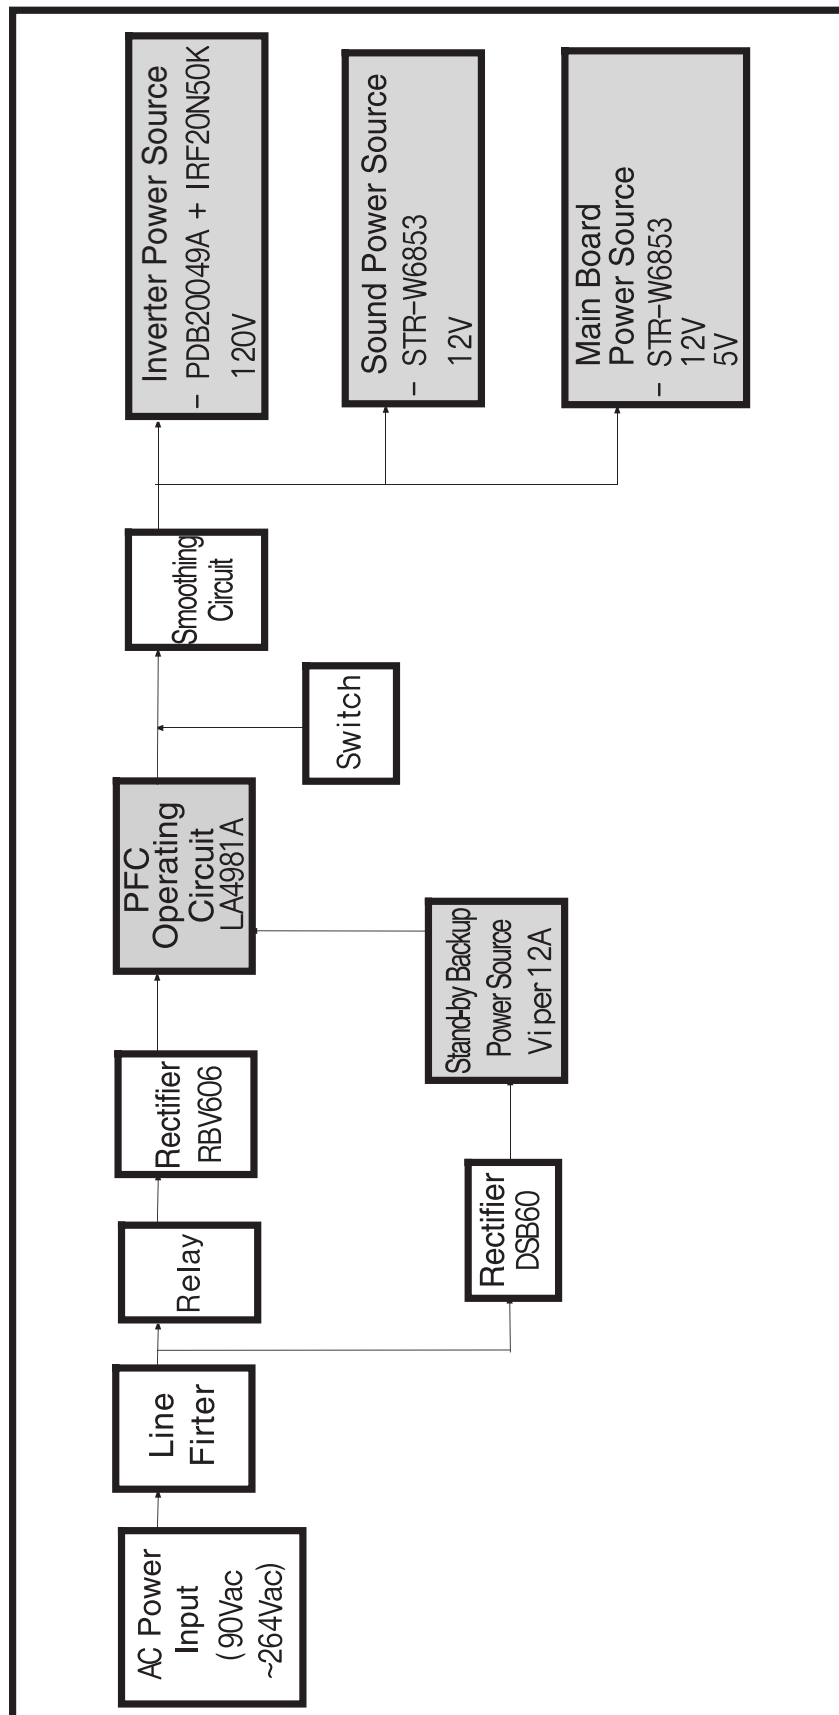 AC Power
Input
(90Vac
~264Vac)
Line
Firter
Relay
Rectifier
RBV606
PFC
Operating
Circuit
LA4981A
Smoothing
Circuit
Inverter Power Source
- PDB20049A + IRF20N50K
120V
Switch
Sound Power Source
- STR-W6853
12V
Rectifier
DSB60
Stand-by Backup
Power Source
Viper12A
Main Board
Power Source
- STR-W6853
12V
5V